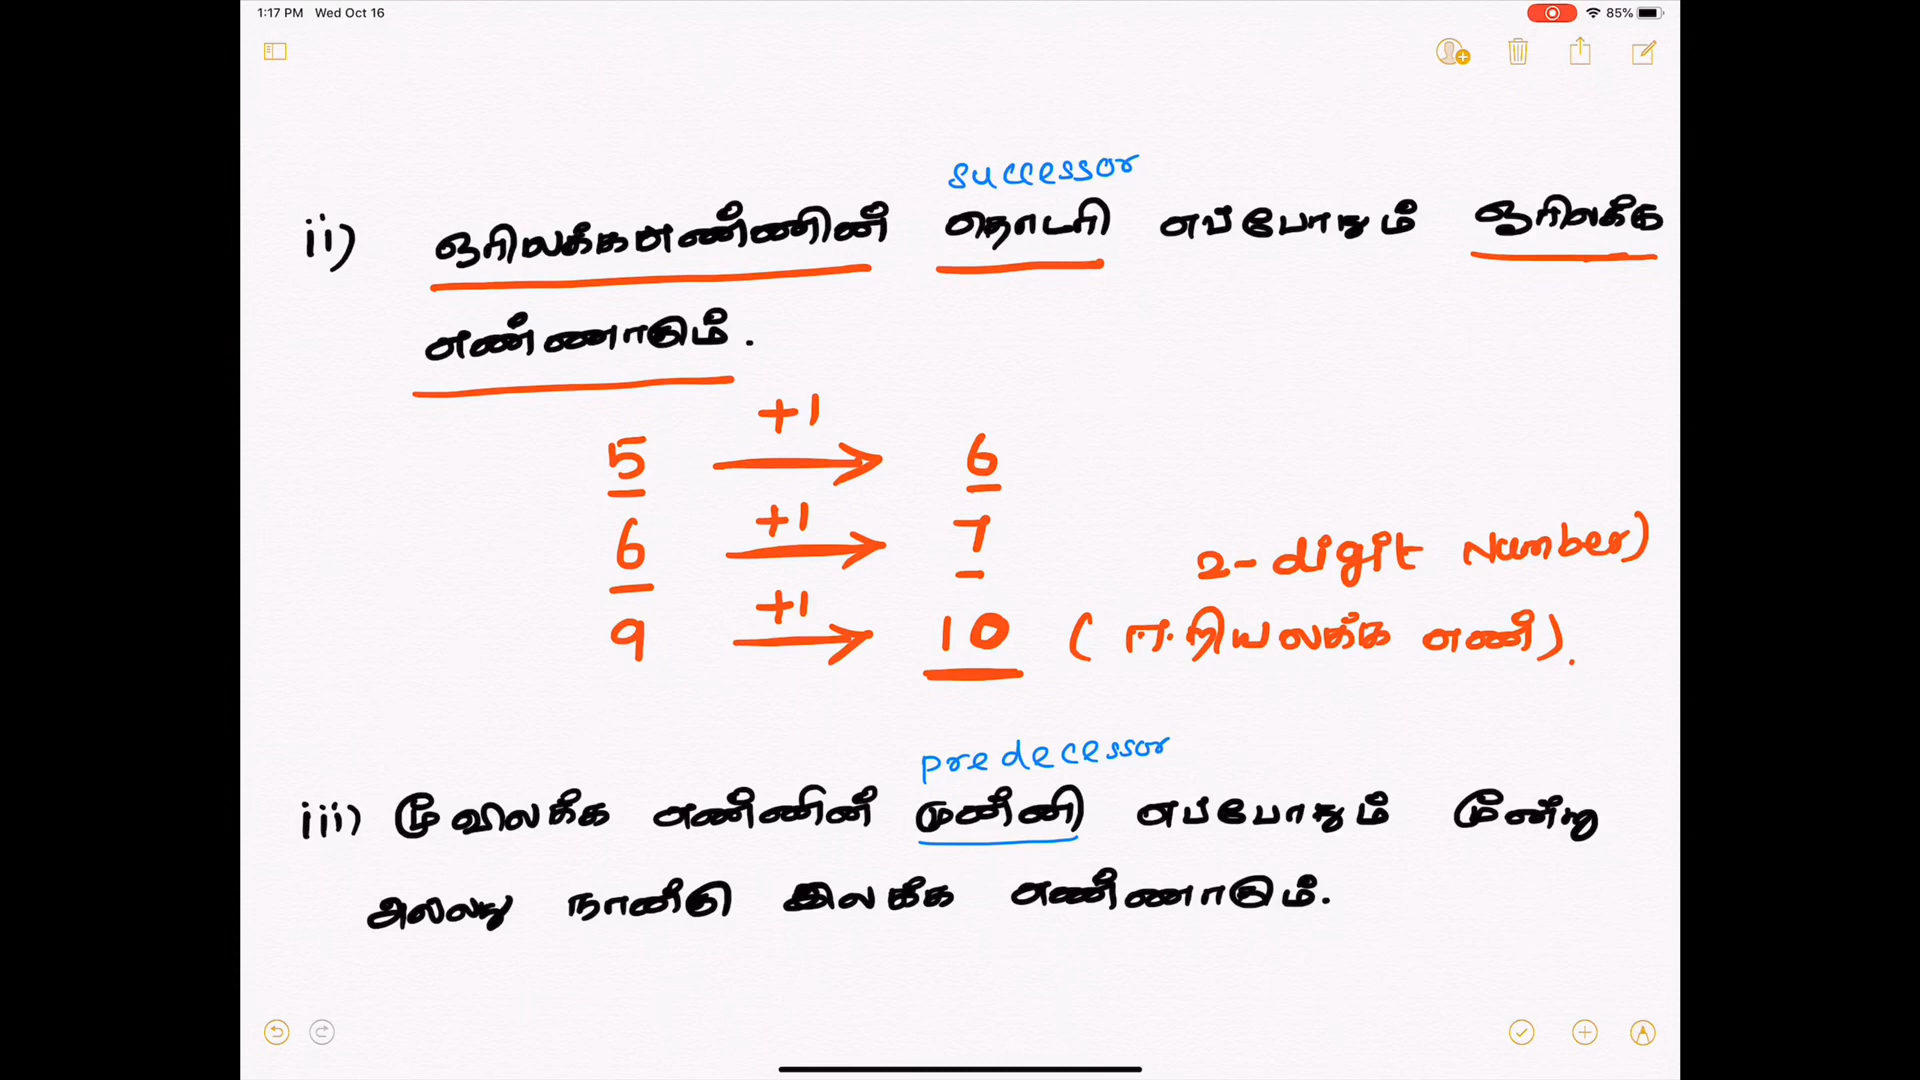 1:17 PM Wed Oct 16
85%
successor
ii) ஓரிலக்கஎண்ணின் தொடரி எப்போதும் ஓரிலக்க
எண்ணாகும்.
5 +1 6
6 +1 7
2-digit Number)
9 +1 10 (ஈ.ரியலக்க எண்).
predecessor
iii) மூவிலக்க எண்ணின் முன்னி எப்போதும் மூன்று
அல்லது நான்கு இலக்க எண்ணாகும்.